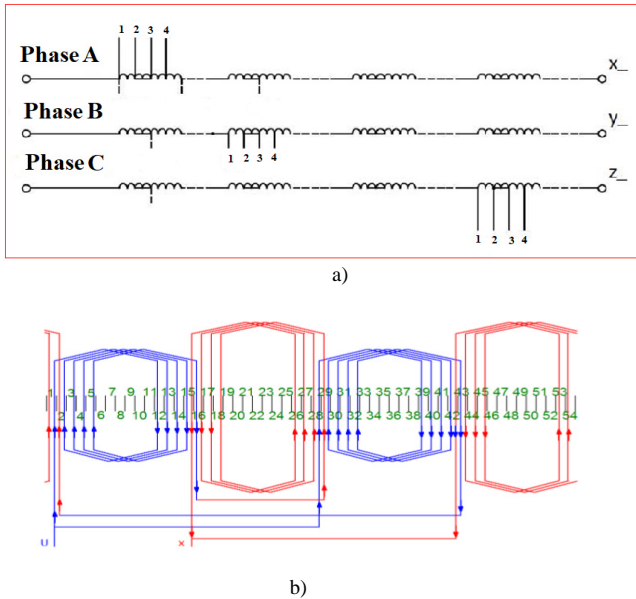 1 2 3 4
Phase A
x_
Phase B
y_
1 2 3 4
Phase C
z_
1 2 3 4
a)
1 3 5 7 9 11 13 15 17 19 21 23 25 27 29 31 33 35 37 39 41 43 45 47 49 51 53
2 4 6 8 10 12 14 16 18 20 22 24 26 28 30 32 34 36 38 40 42 44 46 48 50 52 54
U X
b)